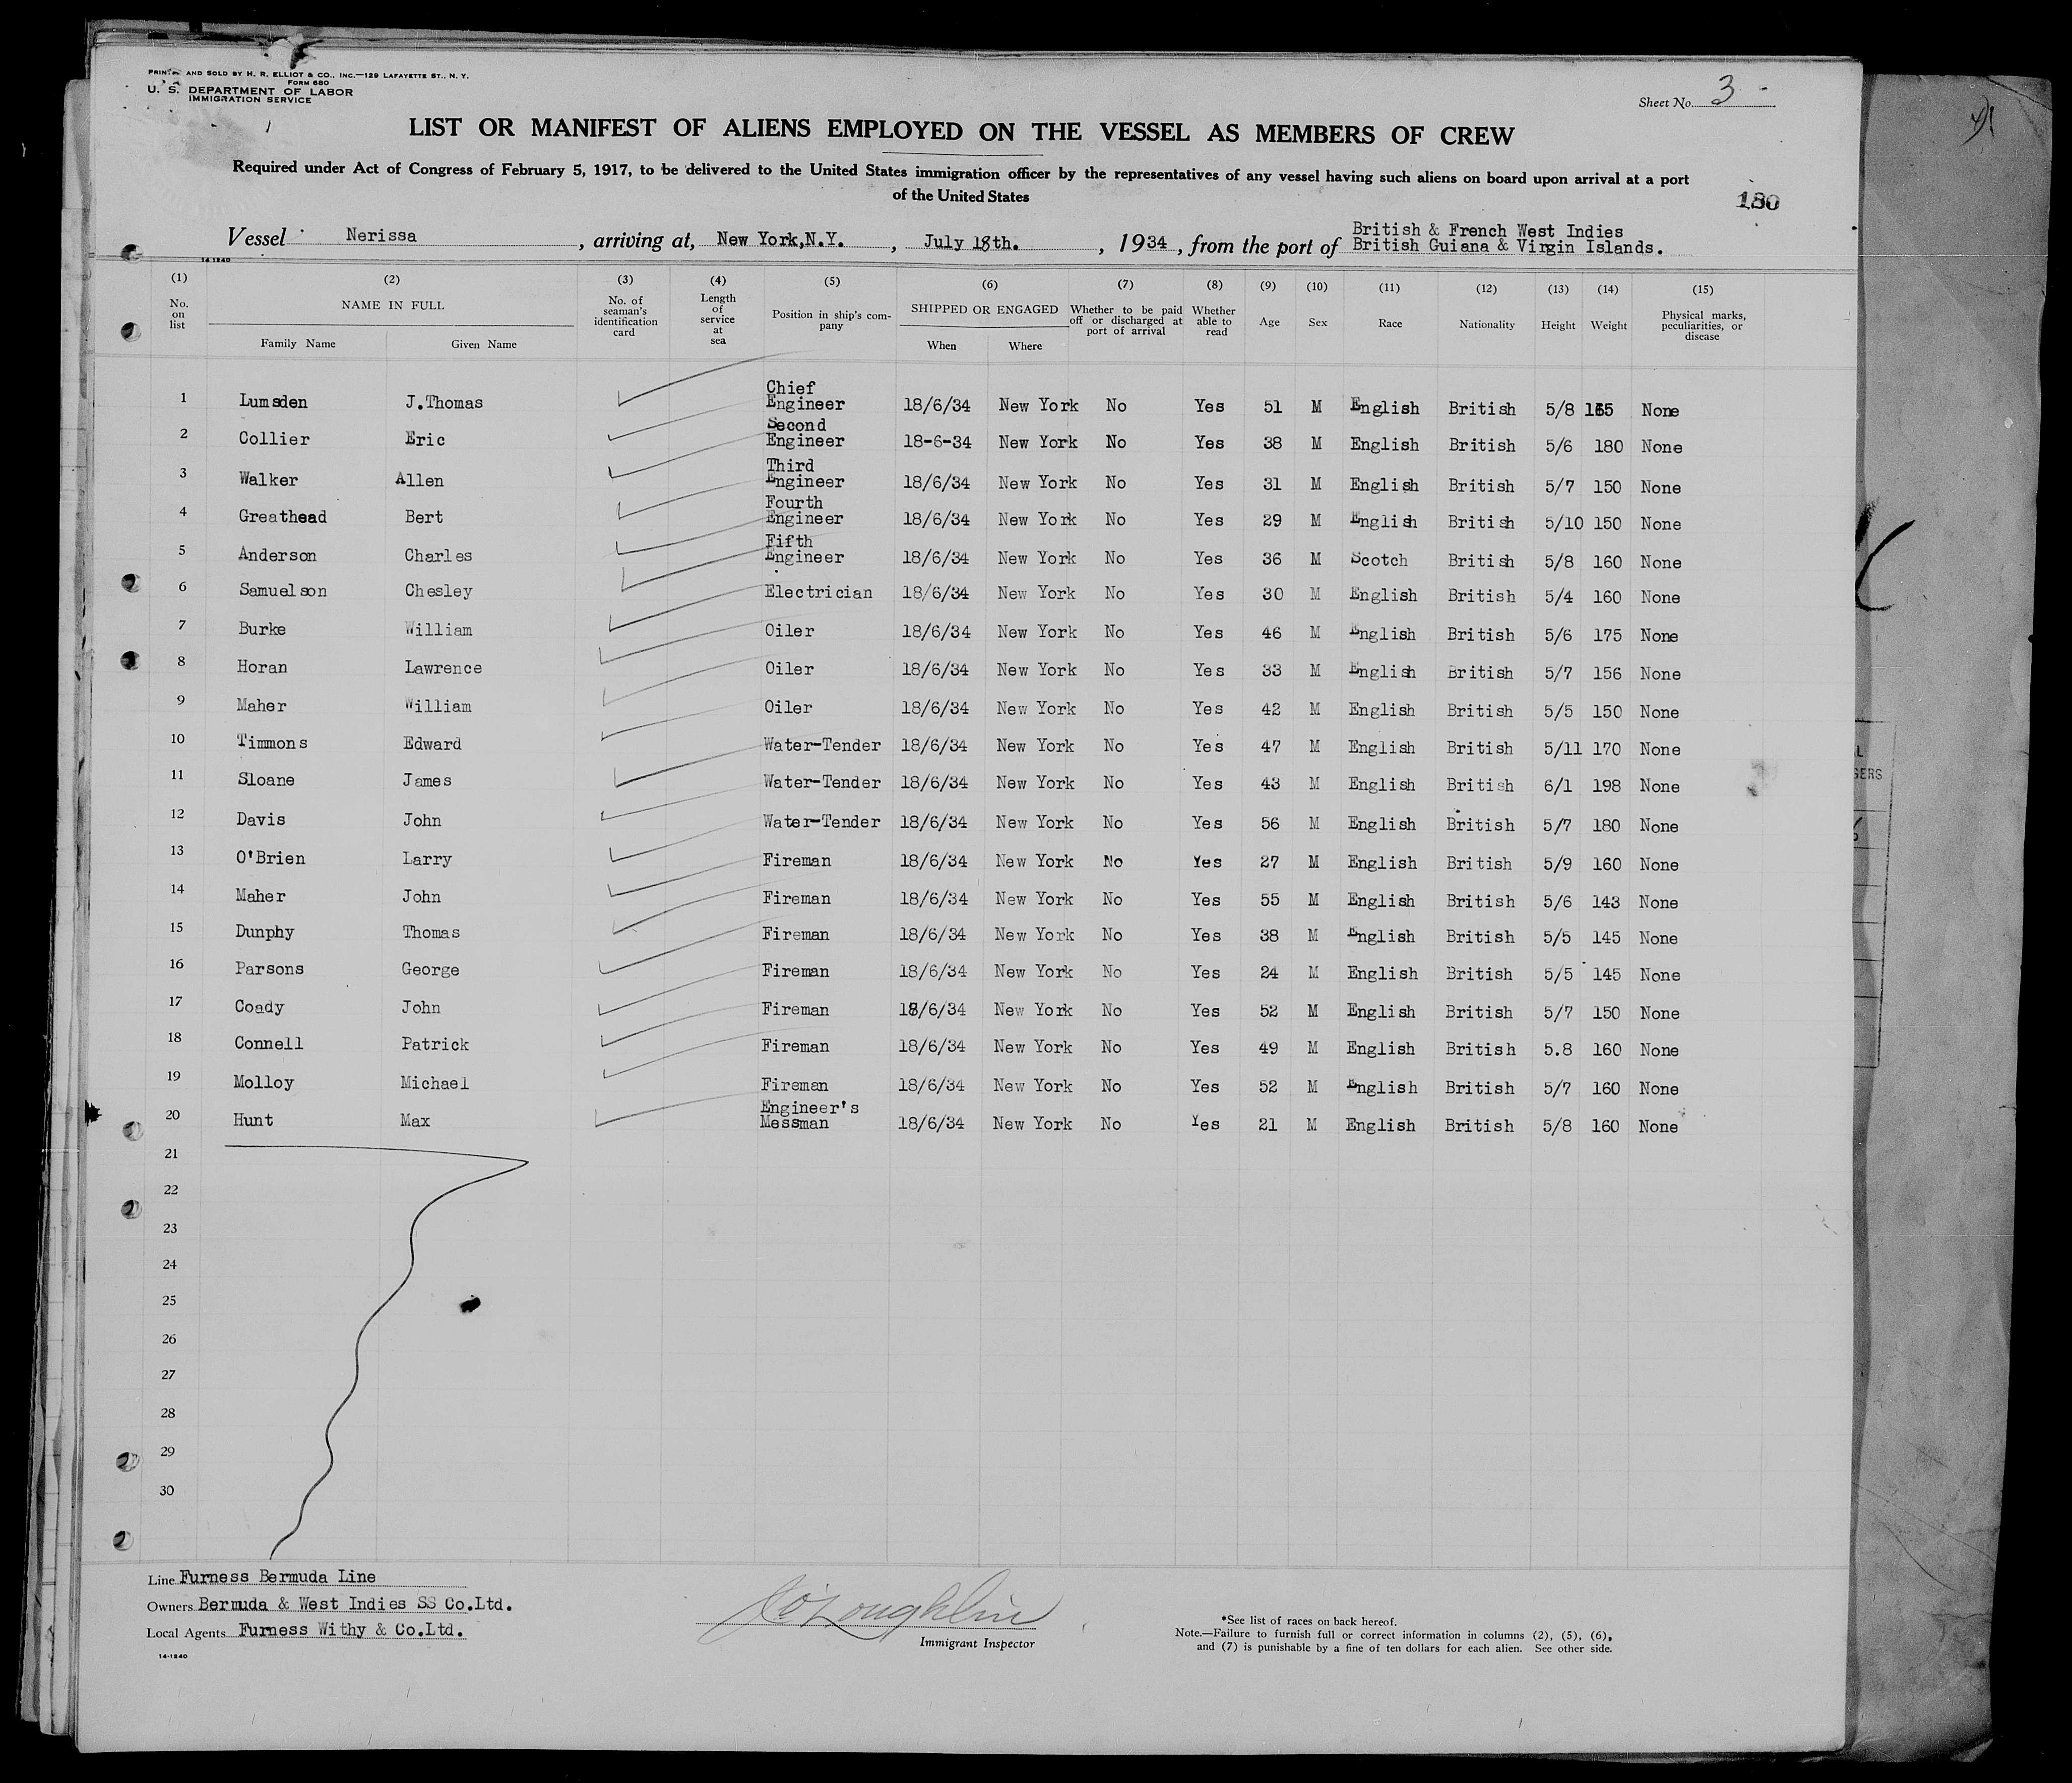 PRINTED AND SOLD BY H. R. ELLIOT & CO., INC.—129 LAFAYETTE ST., N. Y.
FORM 680
U. S. DEPARTMENT OF LABOR
IMMIGRATION SERVICE
Sheet No. 3
LIST OR MANIFEST OF ALIENS EMPLOYED ON THE VESSEL AS MEMBERS OF CREW
Required under Act of Congress of February 5, 1917, to be delivered to the United States immigration officer by the representatives of any vessel having such aliens on board upon arrival at a port
of the United States
130
Vessel Nerissa, arriving at, New York,N.Y., July 18th., 1934, from the port of British & French West Indies
British Guiana & Virgin Islands.
14-1240
(1) (2) (3) (4) (5) (6) (7) (8) (9) (10) (11) (12) (13) (14) (15)
No. on list NAME IN FULL Family Name Given Name No. of seaman's identification card Length of service at sea Position in ship's company SHIPPED OR ENGAGED When Where Whether to be paid off or discharged at port of arrival Whether able to read Age Sex Race Nationality Height Weight Physical marks, peculiarities, or disease
1 Lumsden J.Thomas Chief Engineer 18/6/34 New York No Yes 51 M English British 5/8 None
2 Collier Eric Second Engineer 18-6-34 New York No Yes 38 M English British 5/6 180 None
3 Walker Allen Third Engineer 18/6/34 New York No Yes 31 M English British 5/7 150 None
4 Greathead Bert Fourth Engineer 18/6/34 New York No Yes 29 M English British 5/10 150 None
5 Anderson Charles Fifth Engineer 18/6/34 New York No Yes 36 M Scotch British 5/8 160 None
6 Samuelson Chesley Electrician 18/6/34 New York No Yes 30 M English British 5/4 160 None
7 Burke William Oiler 18/6/34 New York No Yes 46 M English British 5/6 175 None
8 Horan Lawrence Oiler 18/6/34 New York No Yes 33 M English British 5/7 156 None
9 Maher William Oiler 18/6/34 New York No Yes 42 M English British 5/5 150 None
10 Timmons Edward Water-Tender 18/6/34 New York No Yes 47 M English British 5/11 170 None
11 Sloane James Water-Tender 18/6/34 New York No Yes 43 M English British 6/1 198 None
12 Davis John Water-Tender 18/6/34 New York No Yes 56 M English British 5/7 180 None
13 O'Brien Larry Fireman 18/6/34 New York No Yes 27 M English British 5/9 160 None
14 Maher John Fireman 18/6/34 New York No Yes 55 M English British 5/6 143 None
15 Dunphy Thomas Fireman 18/6/34 New York No Yes 38 M English British 5/5 145 None
16 Parsons George Fireman 18/6/34 New York No Yes 24 M English British 5/5 145 None
17 Coady John Fireman 18/6/34 New York No Yes 52 M English British 5/7 150 None
18 Connell Patrick Fireman 18/6/34 New York No Yes 49 M English British 5.8 160 None
19 Molloy Michael Fireman 18/6/34 New York No Yes 52 M English British 5/7 160 None
20 Hunt Max Engineer's Messman 18/6/34 New York No Yes 21 M English British 5/8 160 None
21
22
23
24
25
26
27
28
29
30
Line Furness Bermuda Line
Owners Bermuda & West Indies SS Co.Ltd.
Local Agents Furness Withy & Co.Ltd.
14-1240
O'Loughlin
Immigrant Inspector
*See list of races on back hereof.
Note.—Failure to furnish full or correct information in columns (2), (5), (6),
and (7) is punishable by a fine of ten dollars for each alien. See other side.